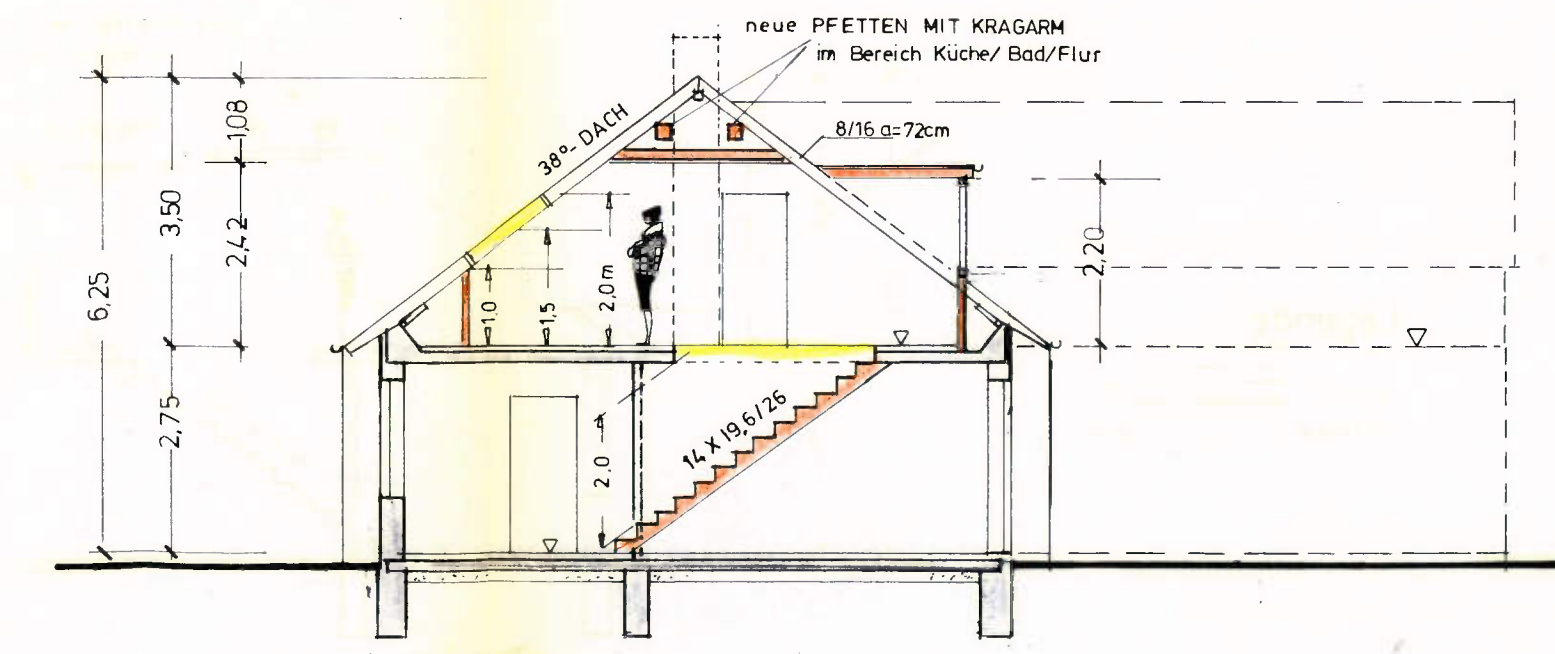 neue PFETTEN MIT KRAGARM
im Bereich Küche/Bad/Flur
38°-DACH
8/16 a=72cm
1,08
3,50
2,42
6,25
2,75
1,0
1,5
2,0m
2,20
2,0
14 X 19,6/26